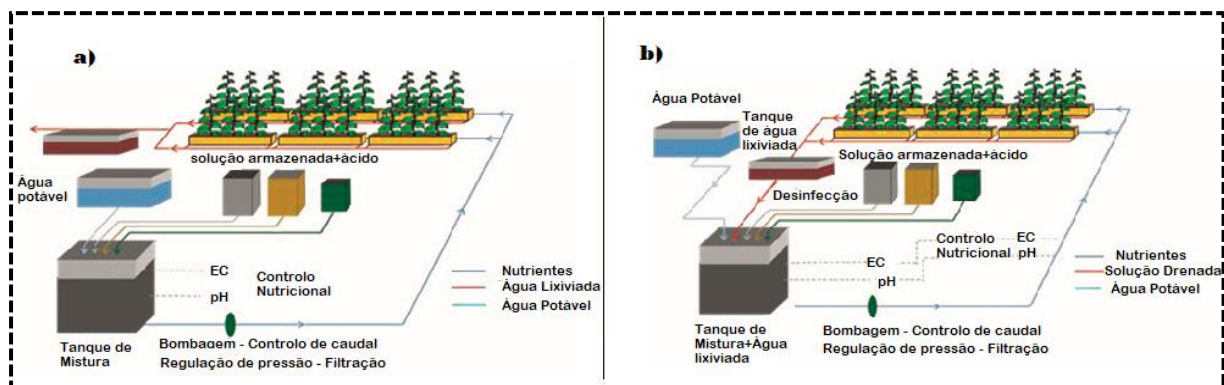 a)
solução armazenada+ácido
Água
potável
EC
pH
Controlo
Nutricional
Nutrientes
Água Lixiviada
Água Potável
Tanque de
Mistura
Bombagem - Controlo de caudal
Regulação de pressão - Filtração
b)
Água Potável
Tanque
de água
lixiviada
Solução armazenada+ácido
Desinfecção
Controlo
Nutricional
EC
pH
EC
pH
Nutrientes
Solução Drenada
Água Potável
Tanque de
Mistura+Água
lixiviada
Bombagem - Controlo de caudal
Regulação de pressão - Filtração